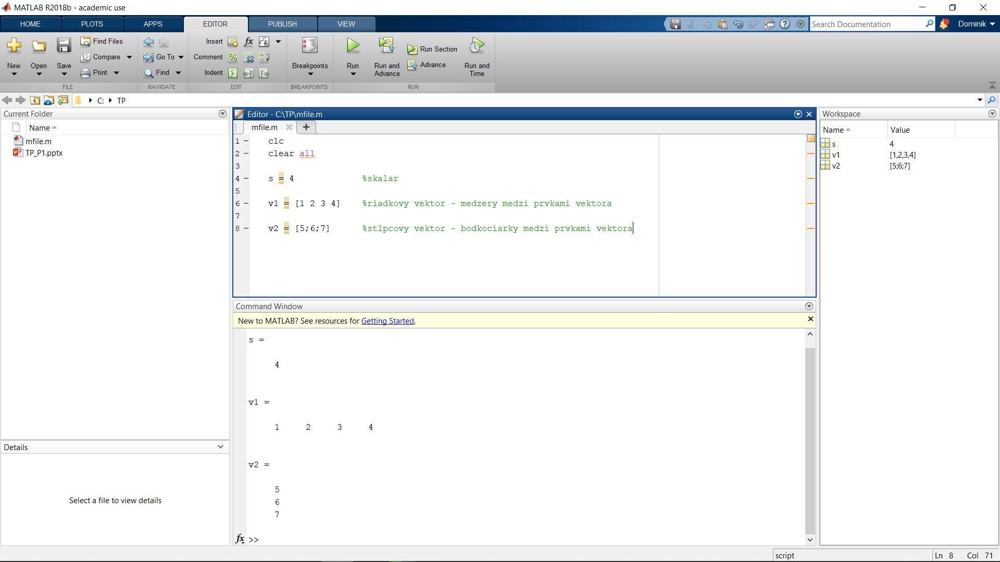 MATLAB R2018b - academic use
HOME PLOTS APPS EDITOR PUBLISH VIEW
Search Documentation
Dominik
New
Open
Save
Find Files
Compare
Print
FILE
Go To
Find
NAVIGATE
Insert
Comment
Indent
EDIT
Breakpoints
BREAKPOINTS
Run
Run and
Advance
Run Section
Advance
Run and
Time
RUN
C: TP
Current Folder
Name
mfile.m
TP_P1.pptx
Details
Select a file to view details
Editor - C:\TP\mfile.m
mfile.m
1 clc
2 clear all
3
4 s = 4 %skalar
5
6 v1 = [1 2 3 4] %riadkovy vektor - medzery medzi prvkami vektora
7
8 v2 = [5;6;7] %stlpcovy vektor - bodkociarky medzi prvkami vektora
Command Window
New to MATLAB? See resources for Getting Started.
s =
4
v1 =
1 2 3 4
v2 =
5
6
7
fx >>
Workspace
Name Value
s 4
v1 [1,2,3,4]
v2 [5;6;7]
script
Ln 8 Col 71